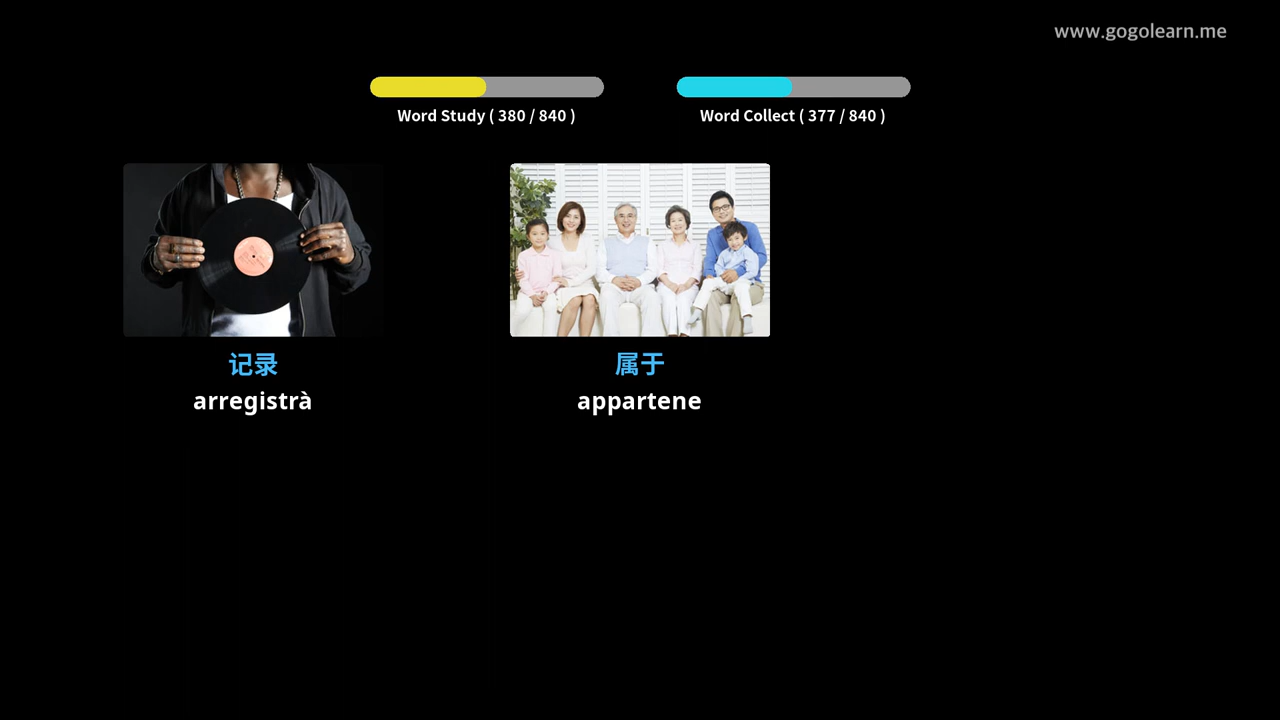 www.gogolearn.me
Word Study ( 380 / 840 )
Word Collect ( 377 / 840 )
记录
arregistrà
属于
appartene